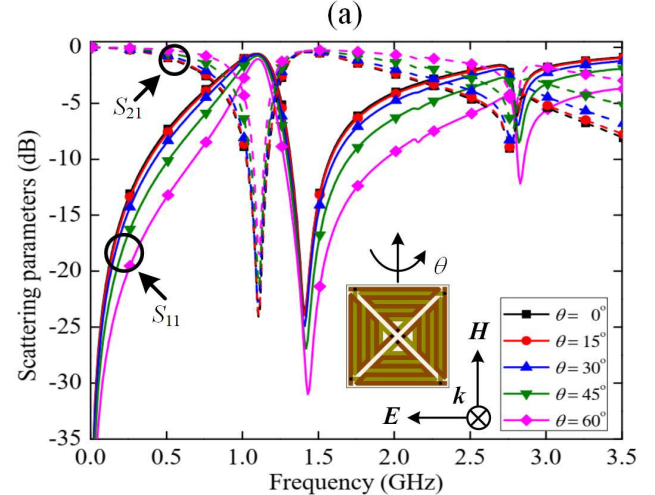 (a)
0
-5
-10
-15
-20
-25
-30
-35
Scattering parameters (dB)
S21
S11
θ
H
k
E
θ = 0°
θ = 15°
θ = 30°
θ = 45°
θ = 60°
0.0 0.5 1.0 1.5 2.0 2.5 3.0 3.5
Frequency (GHz)